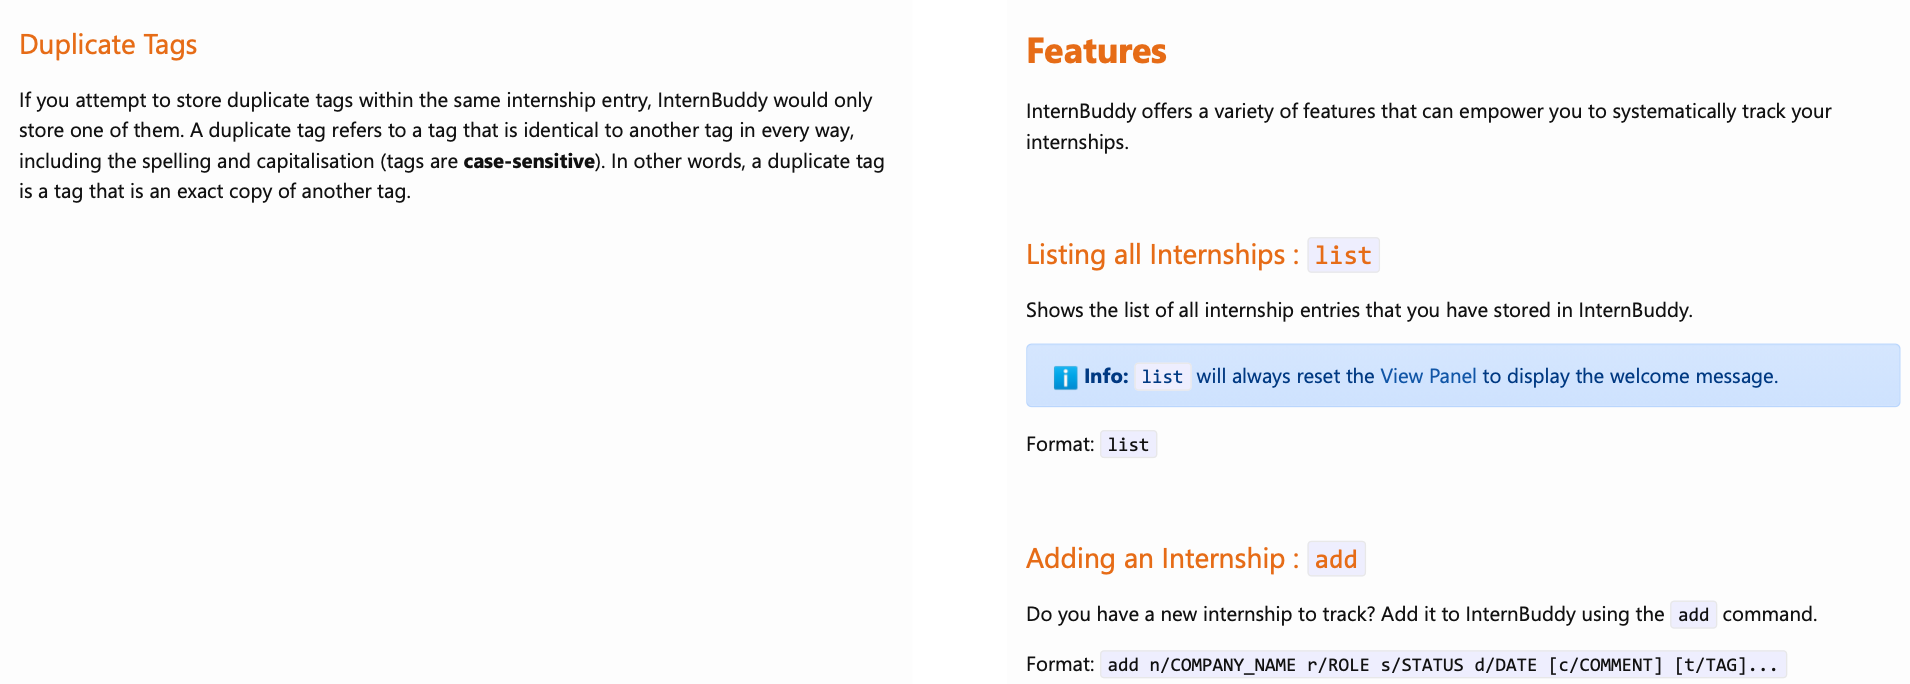 Duplicate Tags
If you attempt to store duplicate tags within the same internship entry, InternBuddy would only
store one of them. A duplicate tag refers to a tag that is identical to another tag in every way,
including the spelling and capitalisation (tags are case-sensitive). In other words, a duplicate tag
is a tag that is an exact copy of another tag.
Features
InternBuddy offers a variety of features that can empower you to systematically track your
internships.
Listing all Internships : list
Shows the list of all internship entries that you have stored in InternBuddy.
Info: list will always reset the View Panel to display the welcome message.
Format: list
Adding an Internship : add
Do you have a new internship to track? Add it to InternBuddy using the add command.
Format: add n/COMPANY_NAME r/ROLE s/STATUS d/DATE [c/COMMENT] [t/TAG]...